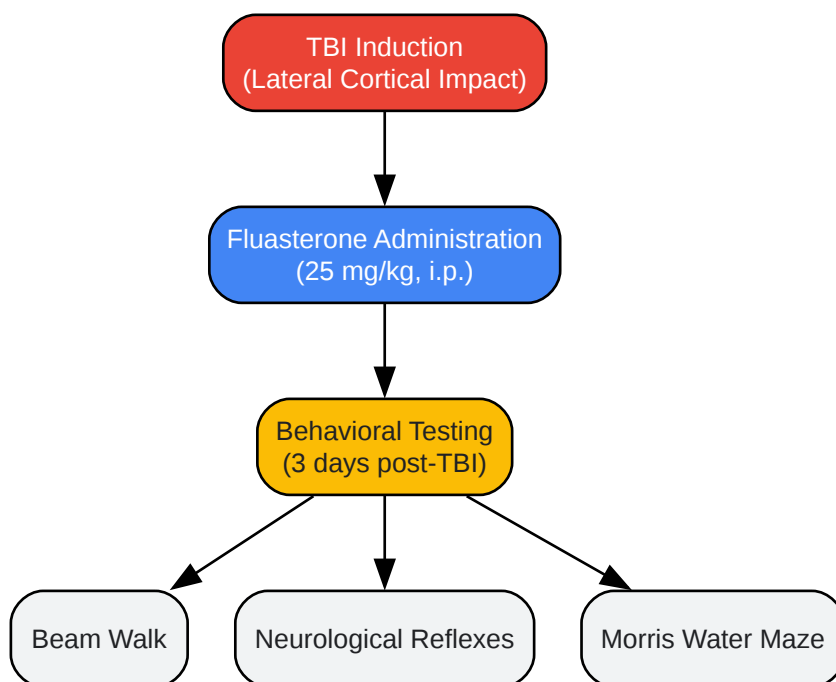 TBI Induction
(Lateral Cortical Impact)
Fluasterone Administration
(25 mg/kg, i.p.)
Behavioral Testing
(3 days post-TBI)
Beam Walk
Neurological Reflexes
Morris Water Maze